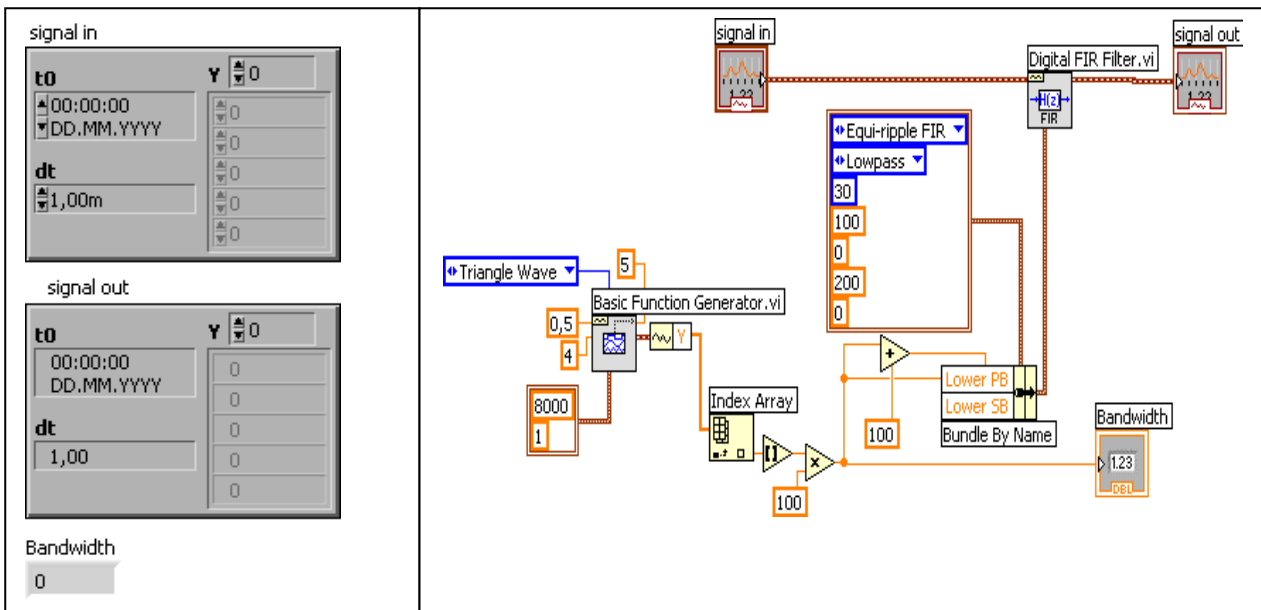 signal in
t0
00:00:00
DD.MM.YYYY
dt
1,00m
Y 0
0
0
0
0
0
signal out
t0
00:00:00
DD.MM.YYYY
dt
1,00
Y 0
0
0
0
0
0
Bandwidth
0
signal in
1.23
signal out
1.23
Digital FIR Filter.vi
H(z)
FIR
Equi-ripple FIR
Lowpass
30
100
0
200
0
Triangle Wave
5
Basic Function Generator.vi
0,5
4
Y
8000
1
Index Array
[]
x
100
+
100
Lower PB
Lower SB
Bundle By Name
Bandwidth
1.23
DBL